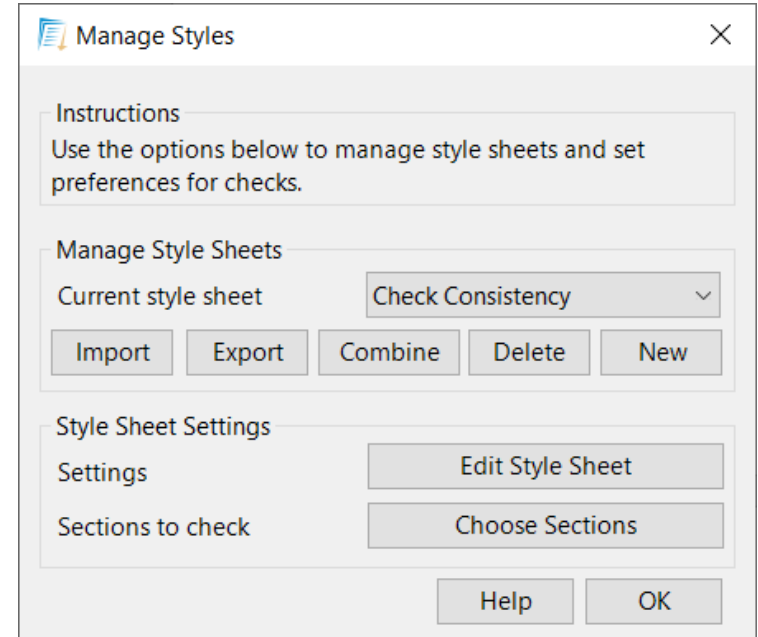 Manage Styles
Instructions
Use the options below to manage style sheets and set
preferences for checks.
Manage Style Sheets
Current style sheet Check Consistency
Import Export Combine Delete New
Style Sheet Settings
Settings Edit Style Sheet
Sections to check Choose Sections
Help OK